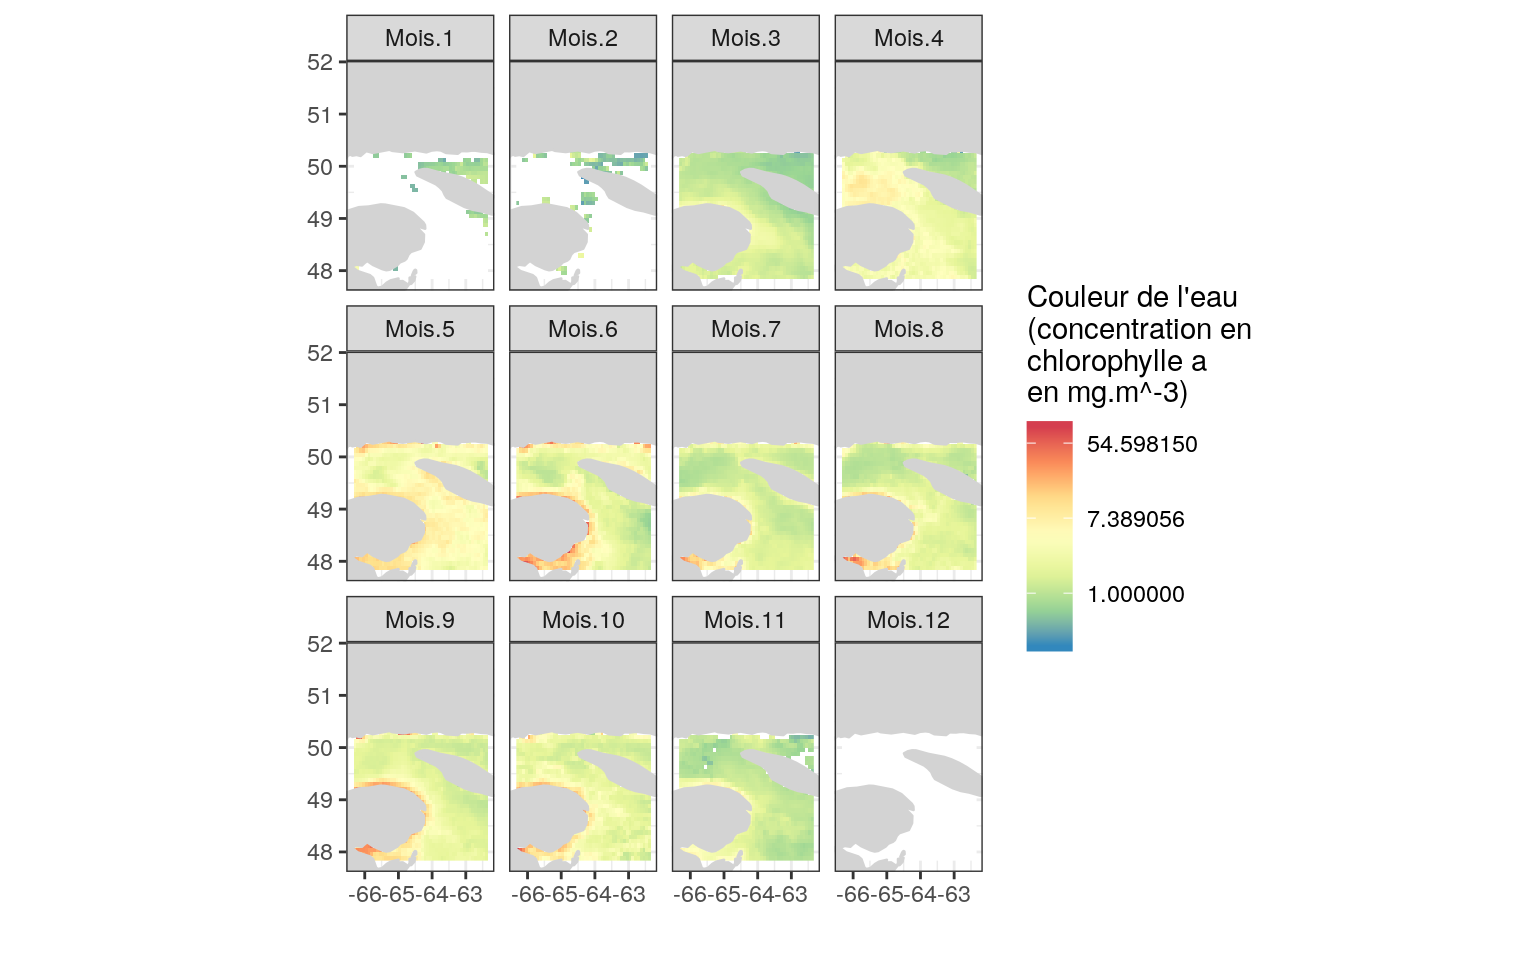 Mois.1 Mois.2 Mois.3 Mois.4
52
51
50
49
48
Mois.5 Mois.6 Mois.7 Mois.8
52
51
50
49
48
Mois.9 Mois.10 Mois.11 Mois.12
52
51
50
49
48
-66-65-64-63 -66-65-64-63 -66-65-64-63 -66-65-64-63
Couleur de l'eau
(concentration en
chlorophylle a
en mg.m^-3)
54.598150
7.389056
1.000000